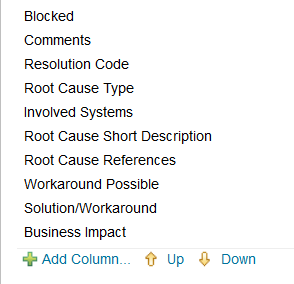 Blocked
Comments
Resolution Code
Root Cause Type
Involved Systems
Root Cause Short Description
Root Cause References
Workaround Possible
Solution/Workaround
Business Impact
Add Column... Up Down